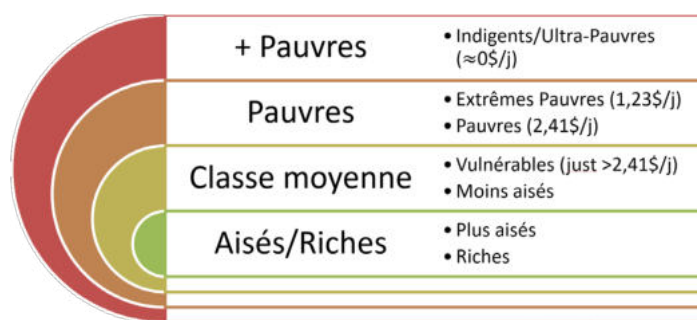 + Pauvres
• Indigents/Ultra-Pauvres
(≈0$/j)
Pauvres
• Extrêmes Pauvres (1,23$/j)
• Pauvres (2,41$/j)
Classe moyenne
• Vulnérables (just >2,41$/j)
• Moins aisés
Aisés/Riches
• Plus aisés
• Riches